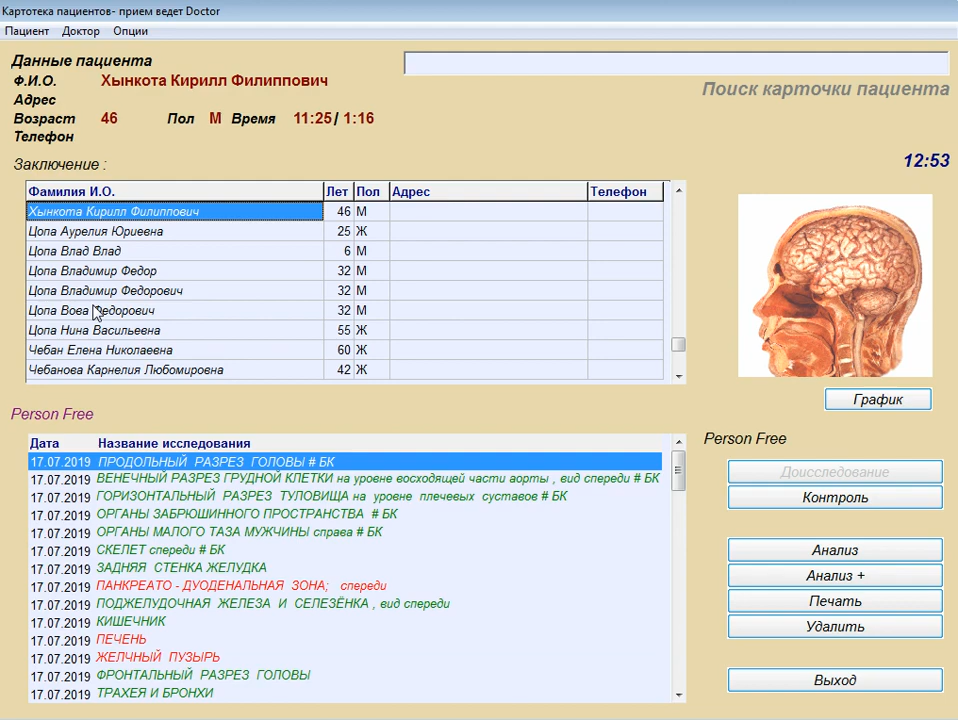 Картотека пациентов- прием ведет Doctor
Пациент Доктор Опции
Данные пациента
Ф.И.О. Хынкота Кирилл Филиппович
Адрес
Возраст 46 Пол М Время 11:25/ 1:16
Телефон
Поиск карточки пациента
Заключение :
12:53
Фамилия И.О. Лет Пол Адрес Телефон
Хынкота Кирилл Филиппович 46 М
Цопа Аурелия Юриевна 25 Ж
Цопа Влад Влад 6 М
Цопа Владимир Федор 32 М
Цопа Владимир Федорович 32 М
Цопа Вова Федорович 32 М
Цопа Нина Васильевна 55 Ж
Чебан Елена Николаевна 60 Ж
Чебанова Карнелия Любомировна 42 Ж
График
Person Free
Дата Название исследования
17.07.2019 ПРОДОЛЬНЫЙ РАЗРЕЗ ГОЛОВЫ # БК
17.07.2019 ВЕНЕЧНЫЙ РАЗРЕЗ ГРУДНОЙ КЛЕТКИ на уровне восходящей части аорты , вид спереди # БК
17.07.2019 ГОРИЗОНТАЛЬНЫЙ РАЗРЕЗ ТУЛОВИЩА на уровне плечевых суставов # БК
17.07.2019 ОРГАНЫ ЗАБРЮШИННОГО ПРОСТРАНСТВА # БК
17.07.2019 ОРГАНЫ МАЛОГО ТАЗА МУЖЧИНЫ справа # БК
17.07.2019 СКЕЛЕТ спереди # БК
17.07.2019 ЗАДНЯЯ СТЕНКА ЖЕЛУДКА
17.07.2019 ПАНКРЕАТО - ДУОДЕНАЛЬНАЯ ЗОНА; спереди
17.07.2019 ПОДЖЕЛУДОЧНАЯ ЖЕЛЕЗА И СЕЛЕЗЁНКА , вид спереди
17.07.2019 КИШЕЧНИК
17.07.2019 ПЕЧЕНЬ
17.07.2019 ЖЕЛЧНЫЙ ПУЗЫРЬ
17.07.2019 ФРОНТАЛЬНЫЙ РАЗРЕЗ ГОЛОВЫ
17.07.2019 ТРАХЕЯ И БРОНХИ
Person Free
Доисследование
Контроль
Анализ
Анализ +
Печать
Удалить
Выход